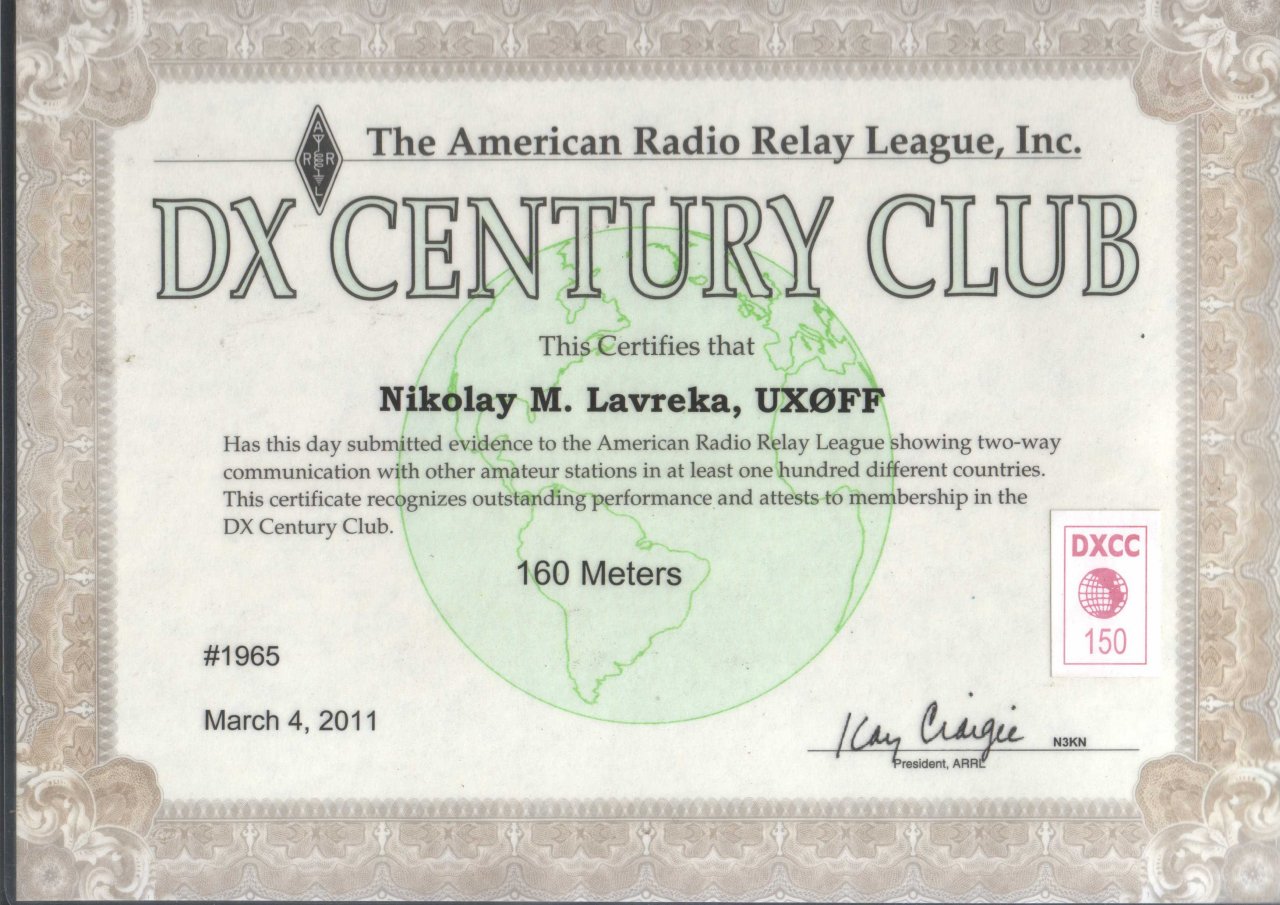 The American Radio Relay League, Inc.
A
R R
L
DX CENTURY CLUB
This Certifies that
Nikolay M. Lavreka, UXØFF
Has this day submitted evidence to the American Radio Relay League showing two-way
communication with other amateur stations in at least one hundred different countries.
This certificate recognizes outstanding performance and attests to membership in the
DX Century Club.
160 Meters
DXCC
150
#1965
March 4, 2011
Kay Craigie
N3KN
President, ARRL